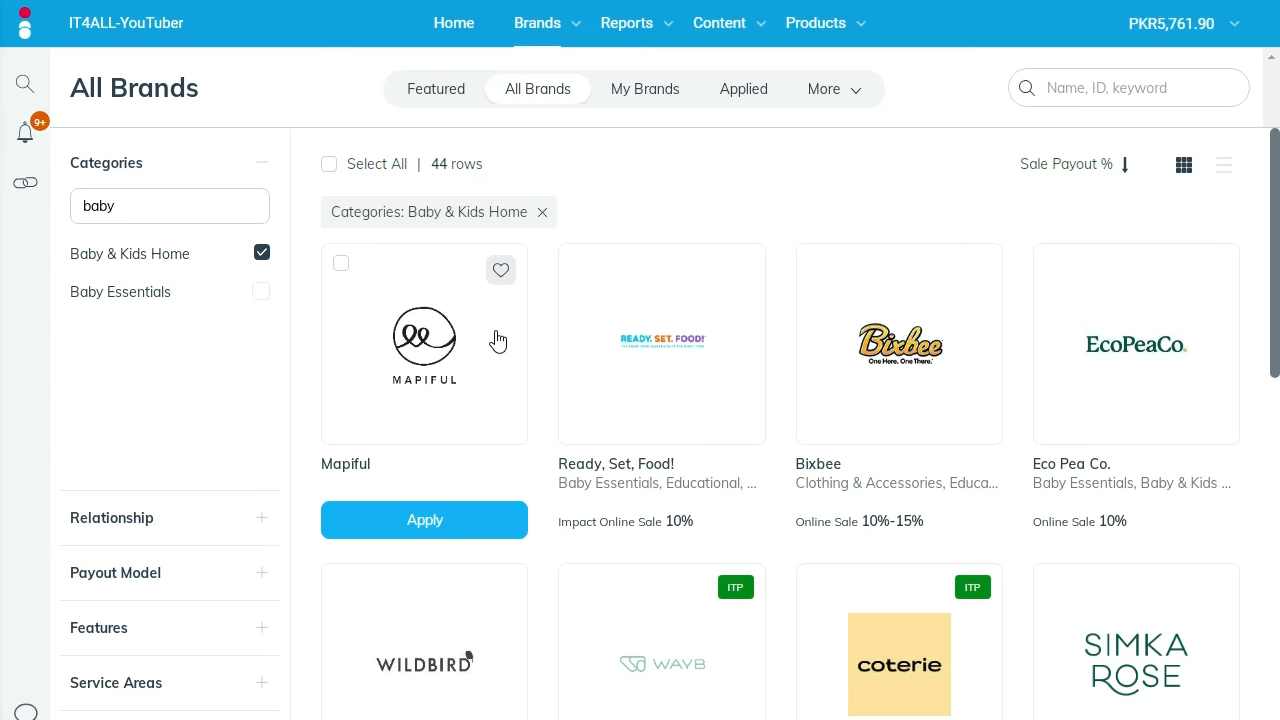 IT4ALL-YouTuber
Home
Brands
Reports
Content
Products
PKR5,761.90
All Brands
Featured
All Brands
My Brands
Applied
More
Name, ID, keyword
9+
Categories
baby
Baby & Kids Home
Baby Essentials
Relationship
Payout Model
Features
Service Areas
Select All | 44 rows
Sale Payout %
Categories: Baby & Kids Home
MAPIFUL
READY. SET. FOOD!
Bixbee
One Here. One There.
EcoPeaCo.
Mapiful
Ready, Set, Food!
Bixbee
Eco Pea Co.
Baby Essentials, Educational, ...
Clothing & Accessories, Educa...
Baby Essentials, Baby & Kids ...
Apply
Impact Online Sale 10%
Online Sale 10%-15%
Online Sale 10%
ITP
ITP
WILDBIRD
WAYB
coterie
SIMKA
ROSE